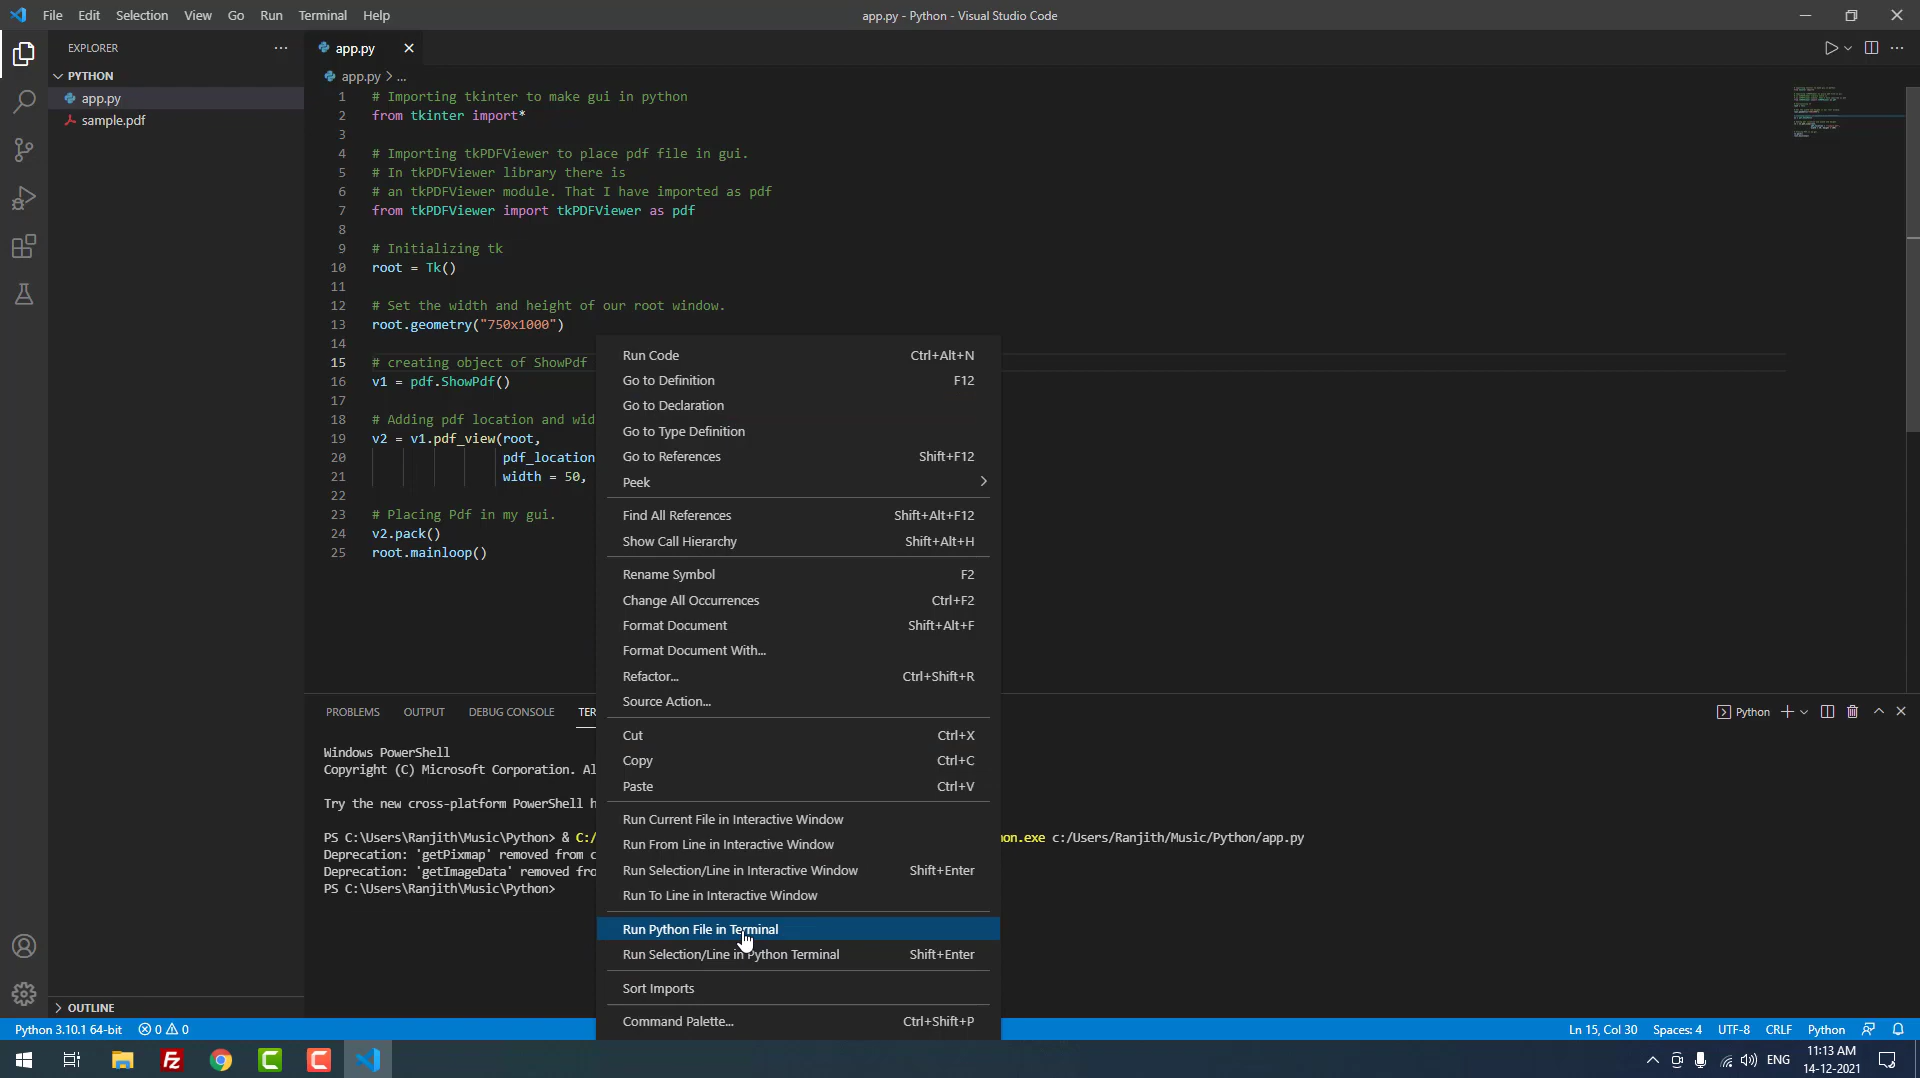 File Edit Selection View Go Run Terminal Help
app.py - Python - Visual Studio Code
EXPLORER
PYTHON
app.py
sample.pdf
OUTLINE
app.py
app.py > ...
1 # Importing tkinter to make gui in python
2 from tkinter import*
3
4 # Importing tkPDFViewer to place pdf file in gui.
5 # In tkPDFViewer library there is
6 # an tkPDFViewer module. That I have imported as pdf
7 from tkPDFViewer import tkPDFViewer as pdf
8
9 # Initializing tk
10 root = Tk()
11
12 # Set the width and height of our root window.
13 root.geometry("750x1000")
14
15 # creating object of ShowPdf
16 v1 = pdf.ShowPdf()
17
18 # Adding pdf location and wid
19 v2 = v1.pdf_view(root,
20 pdf_location
21 width = 50,
22
23 # Placing Pdf in my gui.
24 v2.pack()
25 root.mainloop()
Run Code Ctrl+Alt+N
Go to Definition F12
Go to Declaration
Go to Type Definition
Go to References Shift+F12
Peek
Find All References Shift+Alt+F12
Show Call Hierarchy Shift+Alt+H
Rename Symbol F2
Change All Occurrences Ctrl+F2
Format Document Shift+Alt+F
Format Document With...
Refactor... Ctrl+Shift+R
Source Action...
Cut Ctrl+X
Copy Ctrl+C
Paste Ctrl+V
Run Current File in Interactive Window
Run From Line in Interactive Window
Run Selection/Line in Interactive Window Shift+Enter
Run To Line in Interactive Window
Run Python File in Terminal
Run Selection/Line in Python Terminal Shift+Enter
Sort Imports
Command Palette... Ctrl+Shift+P
PROBLEMS OUTPUT DEBUG CONSOLE TER
Python
Windows PowerShell
Copyright (C) Microsoft Corporation. Al
Try the new cross-platform PowerShell h
PS C:\Users\Ranjith\Music\Python> & C:/ on.exe c:/Users/Ranjith/Music/Python/app.py
Deprecation: 'getPixmap' removed from c
Deprecation: 'getImageData' removed fro
PS C:\Users\Ranjith\Music\Python>
Python 3.10.1 64-bit 0 0
Ln 15, Col 30 Spaces: 4 UTF-8 CRLF Python
Fz
ENG
11:13 AM
14-12-2021